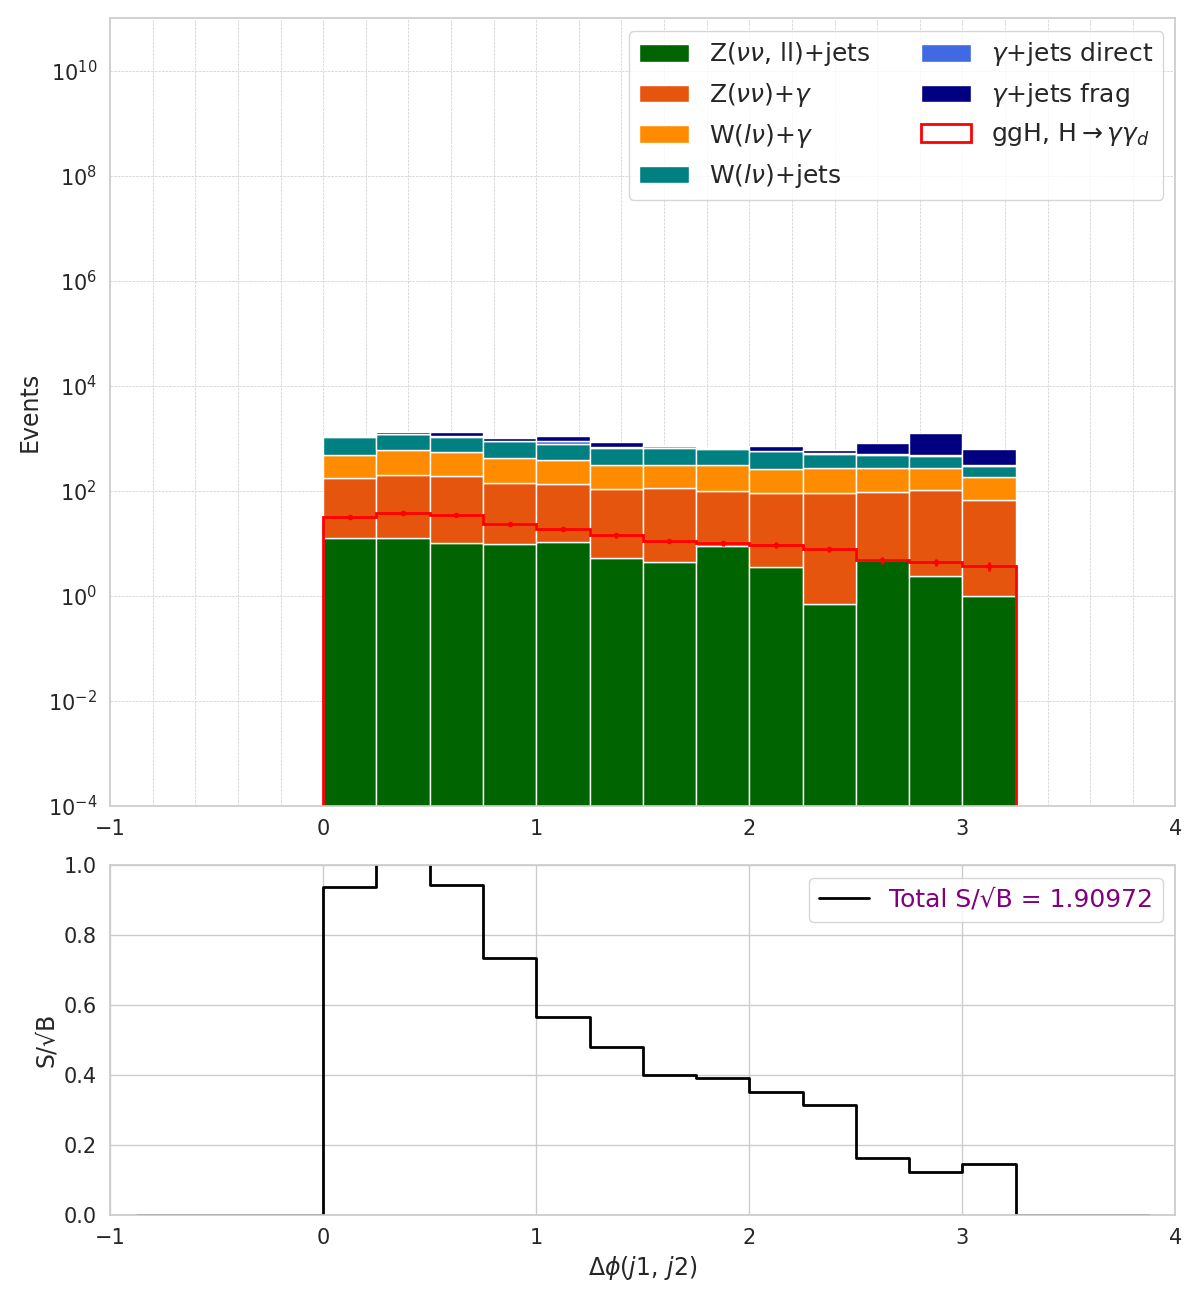 Z(νν, ll)+jets
Z(νν)+γ
W(lν)+γ
W(lν)+jets
γ+jets direct
γ+jets frag
ggH, H→γγ_d
Events
10^10
10^8
10^6
10^4
10^2
10^0
10^−2
10^−4
−1 0 1 2 3 4
Total S/√B = 1.90972
S/√B
1.0
0.8
0.6
0.4
0.2
0.0
−1 0 1 2 3 4
Δϕ(j1, j2)